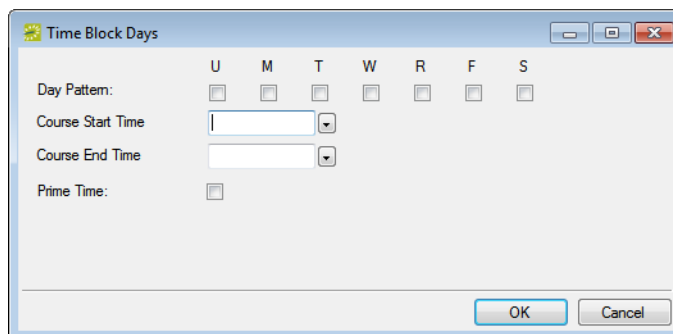 Time Block Days
U M T W R F S
Day Pattern:
Course Start Time
Course End Time
Prime Time:
OK Cancel